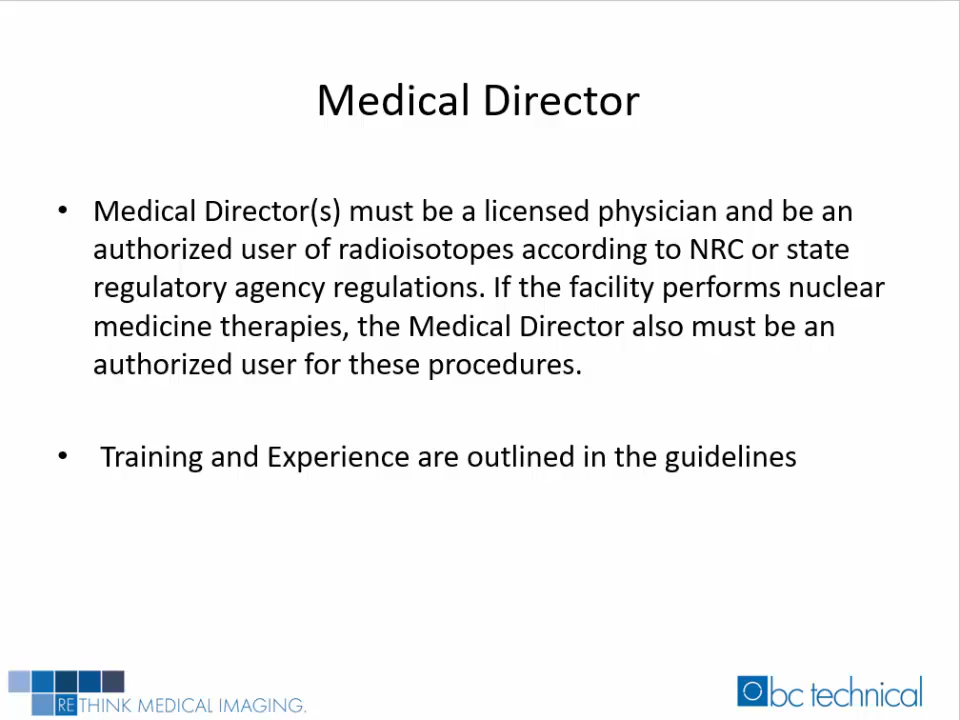 Medical Director
• Medical Director(s) must be a licensed physician and be an
authorized user of radioisotopes according to NRC or state
regulatory agency regulations. If the facility performs nuclear
medicine therapies, the Medical Director also must be an
authorized user for these procedures.
• Training and Experience are outlined in the guidelines
RETHINK MEDICAL IMAGING.
bc technical